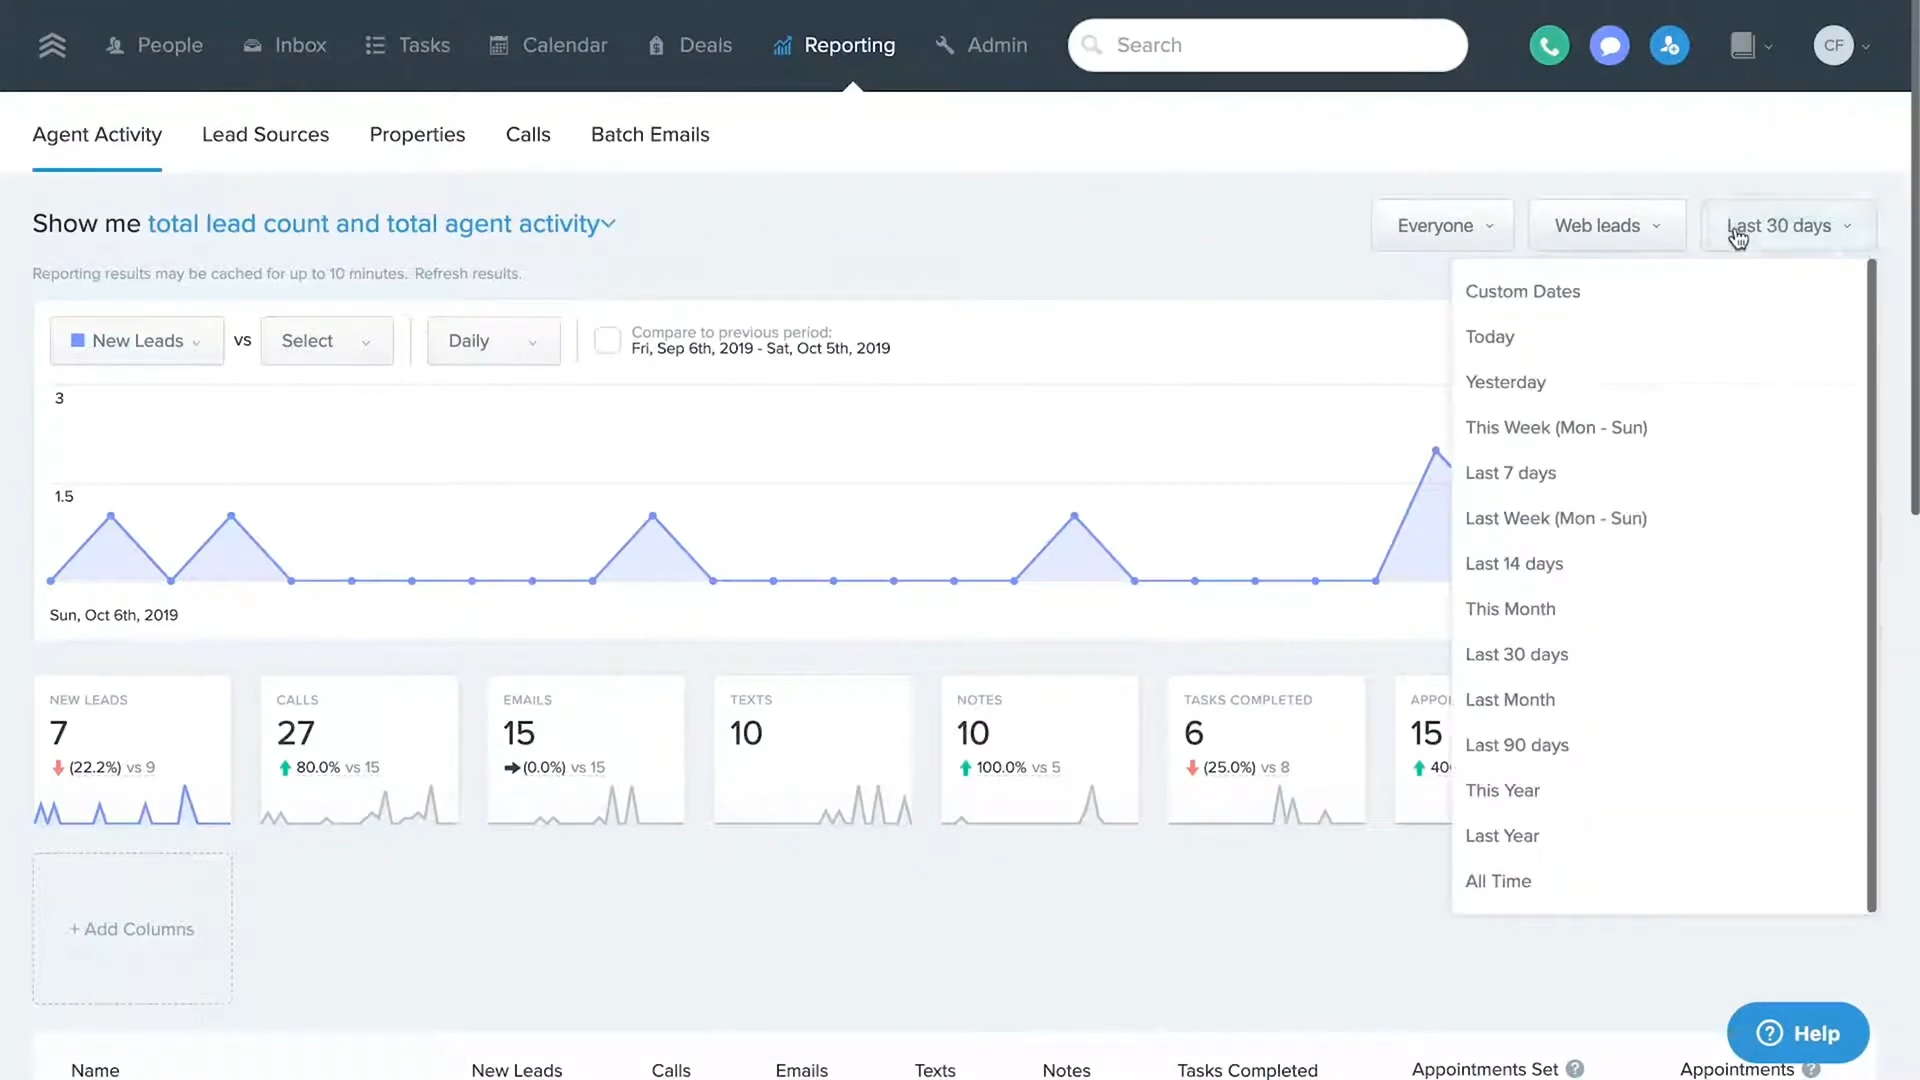 People
Inbox
Tasks
Calendar
Deals
Reporting
Admin
Search
CF
Agent Activity
Lead Sources
Properties
Calls
Batch Emails
Show me total lead count and total agent activity
Everyone
Web leads
Last 30 days
Reporting results may be cached for up to 10 minutes. Refresh results.
New Leads
vs
Select
Daily
Compare to previous period:
Fri, Sep 6th, 2019 - Sat, Oct 5th, 2019
3
1.5
Sun, Oct 6th, 2019
Custom Dates
Today
Yesterday
This Week (Mon - Sun)
Last 7 days
Last Week (Mon - Sun)
Last 14 days
This Month
Last 30 days
Last Month
Last 90 days
This Year
Last Year
All Time
NEW LEADS
7
(22.2%) vs 9
CALLS
27
80.0% vs 15
EMAILS
15
(0.0%) vs 15
TEXTS
10
NOTES
10
100.0% vs 5
TASKS COMPLETED
6
(25.0%) vs 8
15
+ Add Columns
? Help
Name
New Leads
Calls
Emails
Texts
Notes
Tasks Completed
Appointments Set ?
Appointments ?